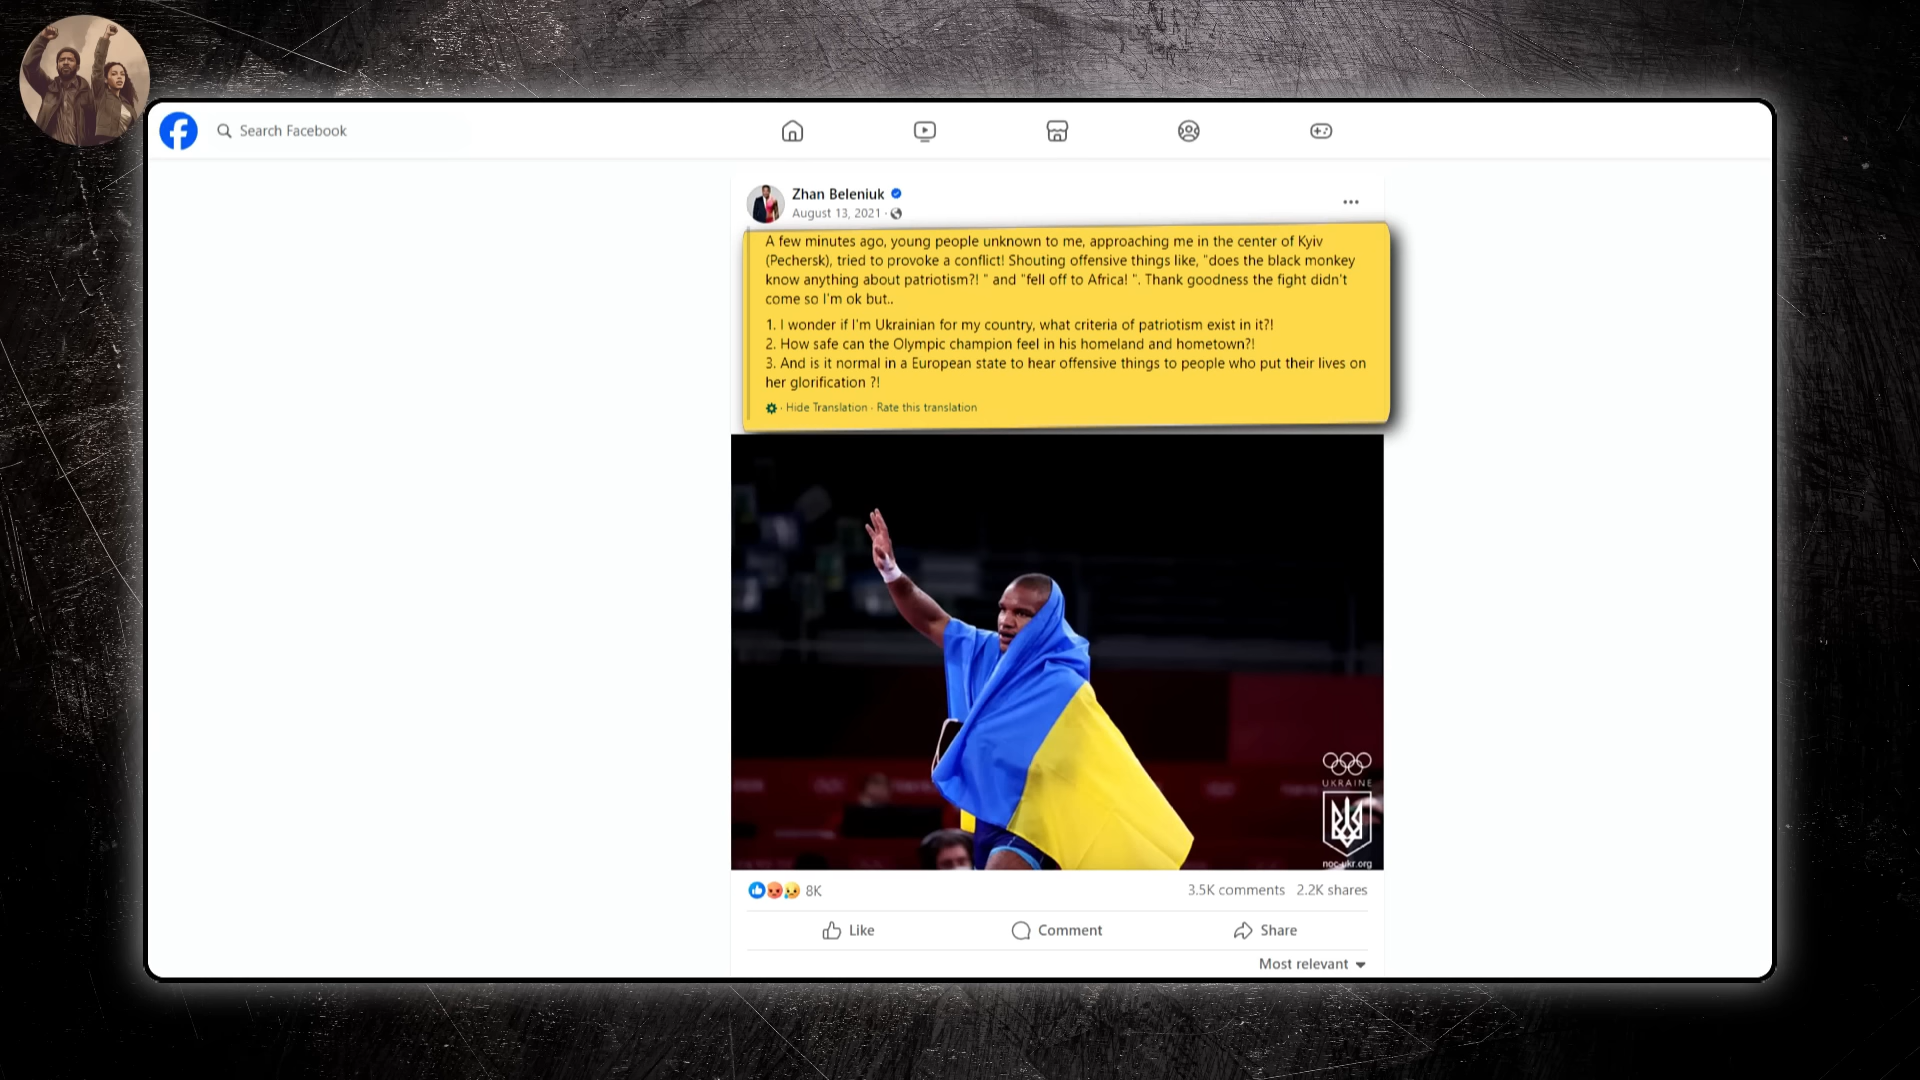 Search Facebook
Zhan Beleniuk
August 13, 2021 ·
A few minutes ago, young people unknown to me, approaching me in the center of Kyiv
(Pechersk), tried to provoke a conflict! Shouting offensive things like, "does the black monkey
know anything about patriotism?! " and "fell off to Africa! ". Thank goodness the fight didn't
come so I'm ok but..
1. I wonder if I'm Ukrainian for my country, what criteria of patriotism exist in it?!
2. How safe can the Olympic champion feel in his homeland and hometown?!
3. And is it normal in a European state to hear offensive things to people who put their lives on
her glorification ?!
· Hide Translation · Rate this translation
UKRAINE
noc-ukr.org
8K
3.5K comments 2.2K shares
Like Comment Share
Most relevant